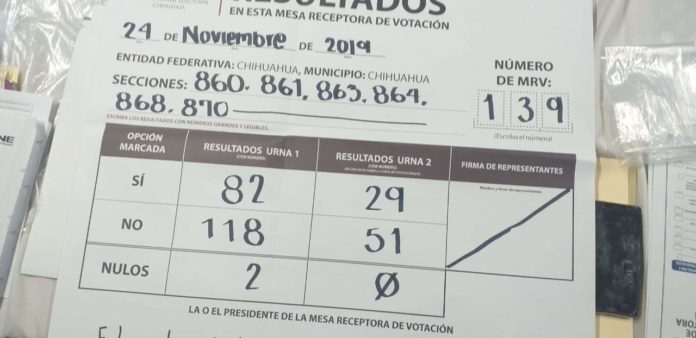 CHIHUAHUA
RESULTADOS
EN ESTA MESA RECEPTORA DE VOTACIÓN
24 DE Noviembre DE 2019
ENTIDAD FEDERATIVA: CHIHUAHUA, MUNICIPIO: CHIHUAHUA
SECCIONES: 860, 861, 863, 864,
868, 870
NÚMERO
DE MRV:
139
(Escriba el número)
ESCRIBA LOS RESULTADOS CON NÚMEROS GRANDES Y LEGIBLES.
OPCIÓN MARCADA RESULTADOS URNA 1 RESULTADOS URNA 2 FIRMA DE REPRESENTANTES
(CON NÚMERO) (CON NÚMERO)
SÍ 82 29
NO 118 51
NULOS 2 Ø
LA O EL PRESIDENTE DE LA MESA RECEPTORA DE VOTACIÓN